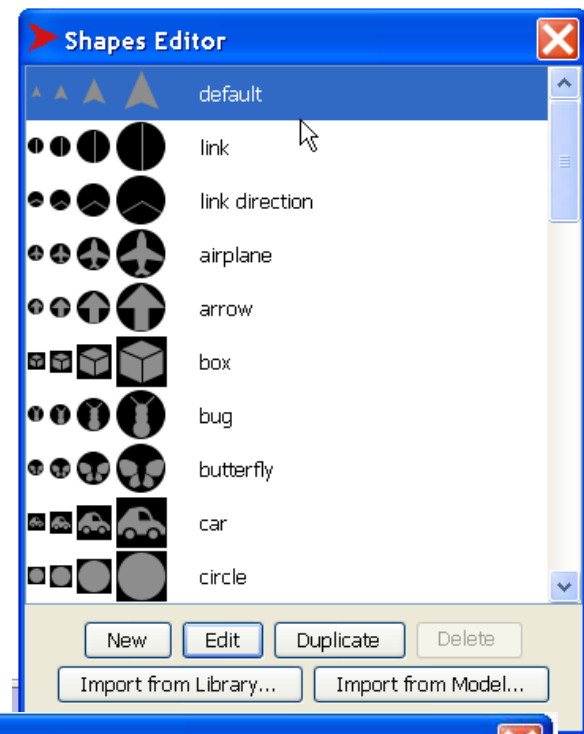 Shapes Editor
default
link
link direction
airplane
arrow
box
bug
butterfly
car
circle
New Edit Duplicate Delete
Import from Library... Import from Model...